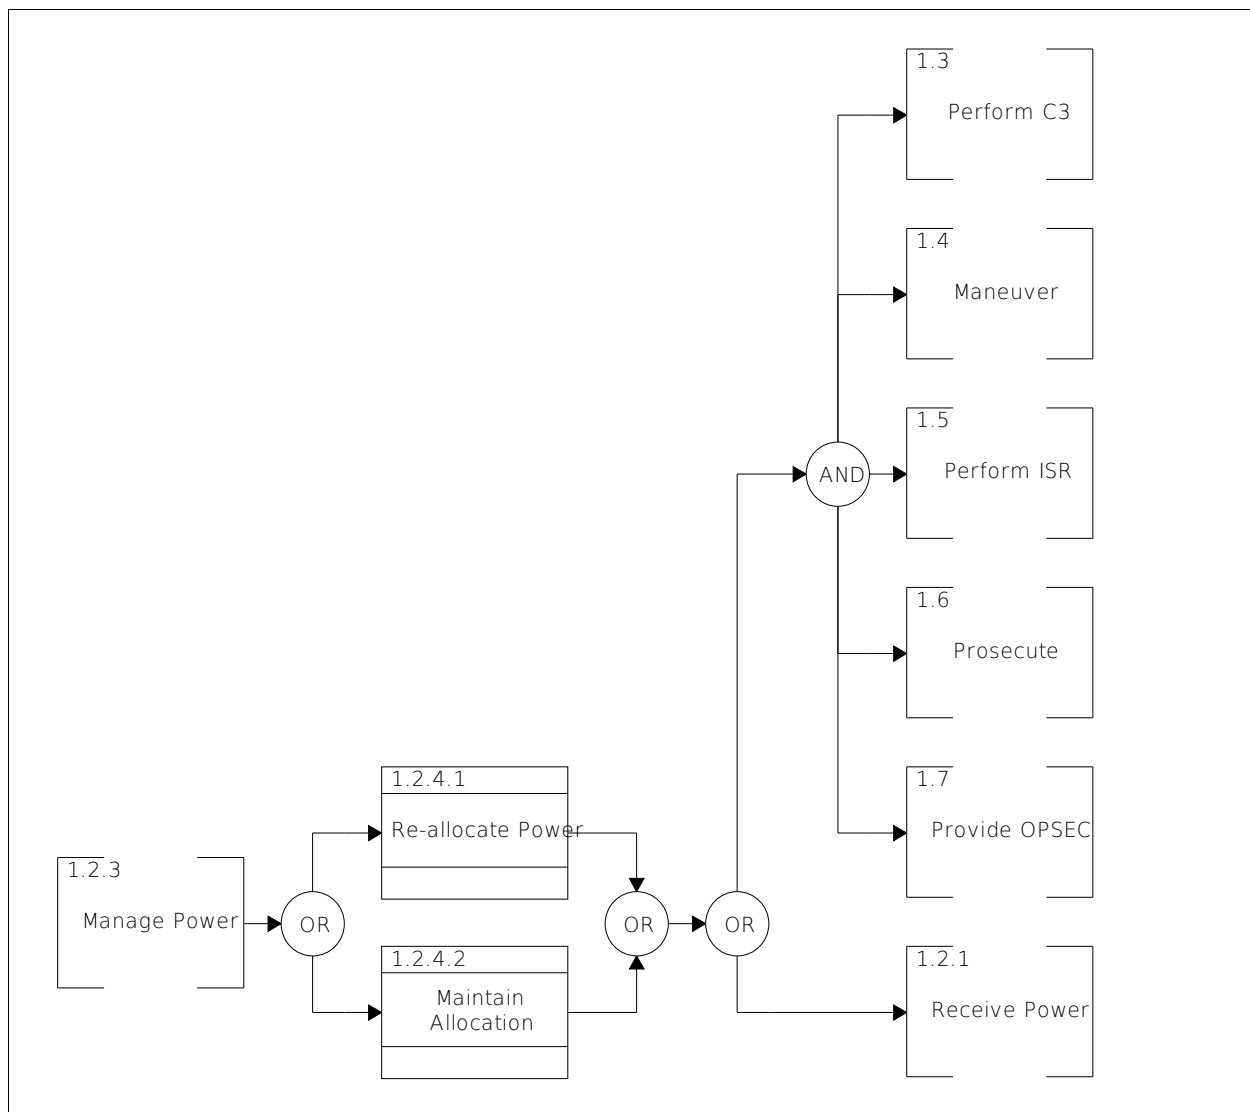 1.3
Perform C3
1.4
Maneuver
1.5
AND
Perform ISR
1.6
Prosecute
1.2.4.1
1.7
Re-allocate Power
Provide OPSEC
1.2.3
Manage Power
OR
OR
OR
1.2.4.2
Maintain
Allocation
1.2.1
Receive Power